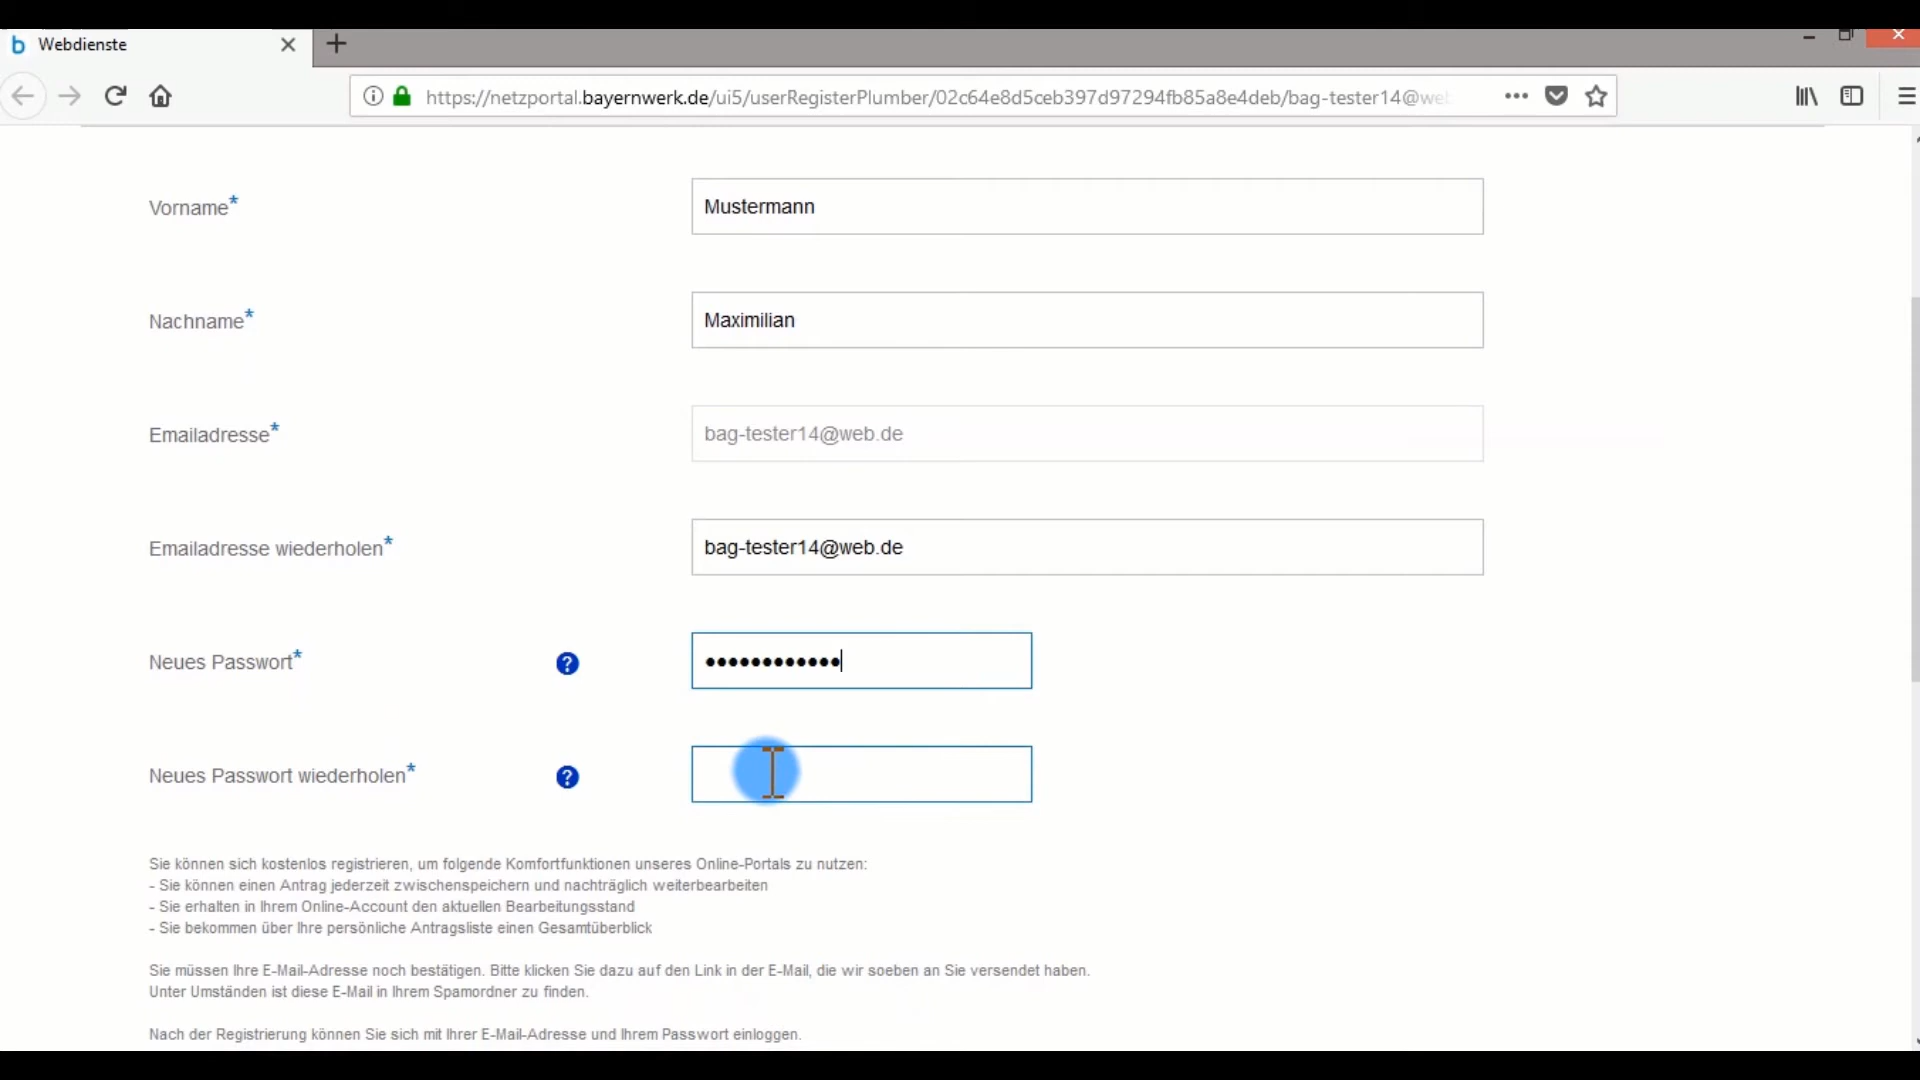 Webdienste
https://netzportal.bayernwerk.de/ui5/userRegisterPlumber/02c64e8d5ceb397d97294fb85a8e4deb/bag-tester14@web
Vorname* Mustermann
Nachname* Maximilian
Emailadresse* bag-tester14@web.de
Emailadresse wiederholen* bag-tester14@web.de
Neues Passwort* ? ••••••••••••
Neues Passwort wiederholen* ?
Sie können sich kostenlos registrieren, um folgende Komfortfunktionen unseres Online-Portals zu nutzen:
- Sie können einen Antrag jederzeit zwischenspeichern und nachträglich weiterbearbeiten
- Sie erhalten in Ihrem Online-Account den aktuellen Bearbeitungsstand
- Sie bekommen über Ihre persönliche Antragsliste einen Gesamtüberblick
Sie müssen Ihre E-Mail-Adresse noch bestätigen. Bitte klicken Sie dazu auf den Link in der E-Mail, die wir soeben an Sie versendet haben.
Unter Umständen ist diese E-Mail in Ihrem Spamordner zu finden.
Nach der Registrierung können Sie sich mit Ihrer E-Mail-Adresse und Ihrem Passwort einloggen.